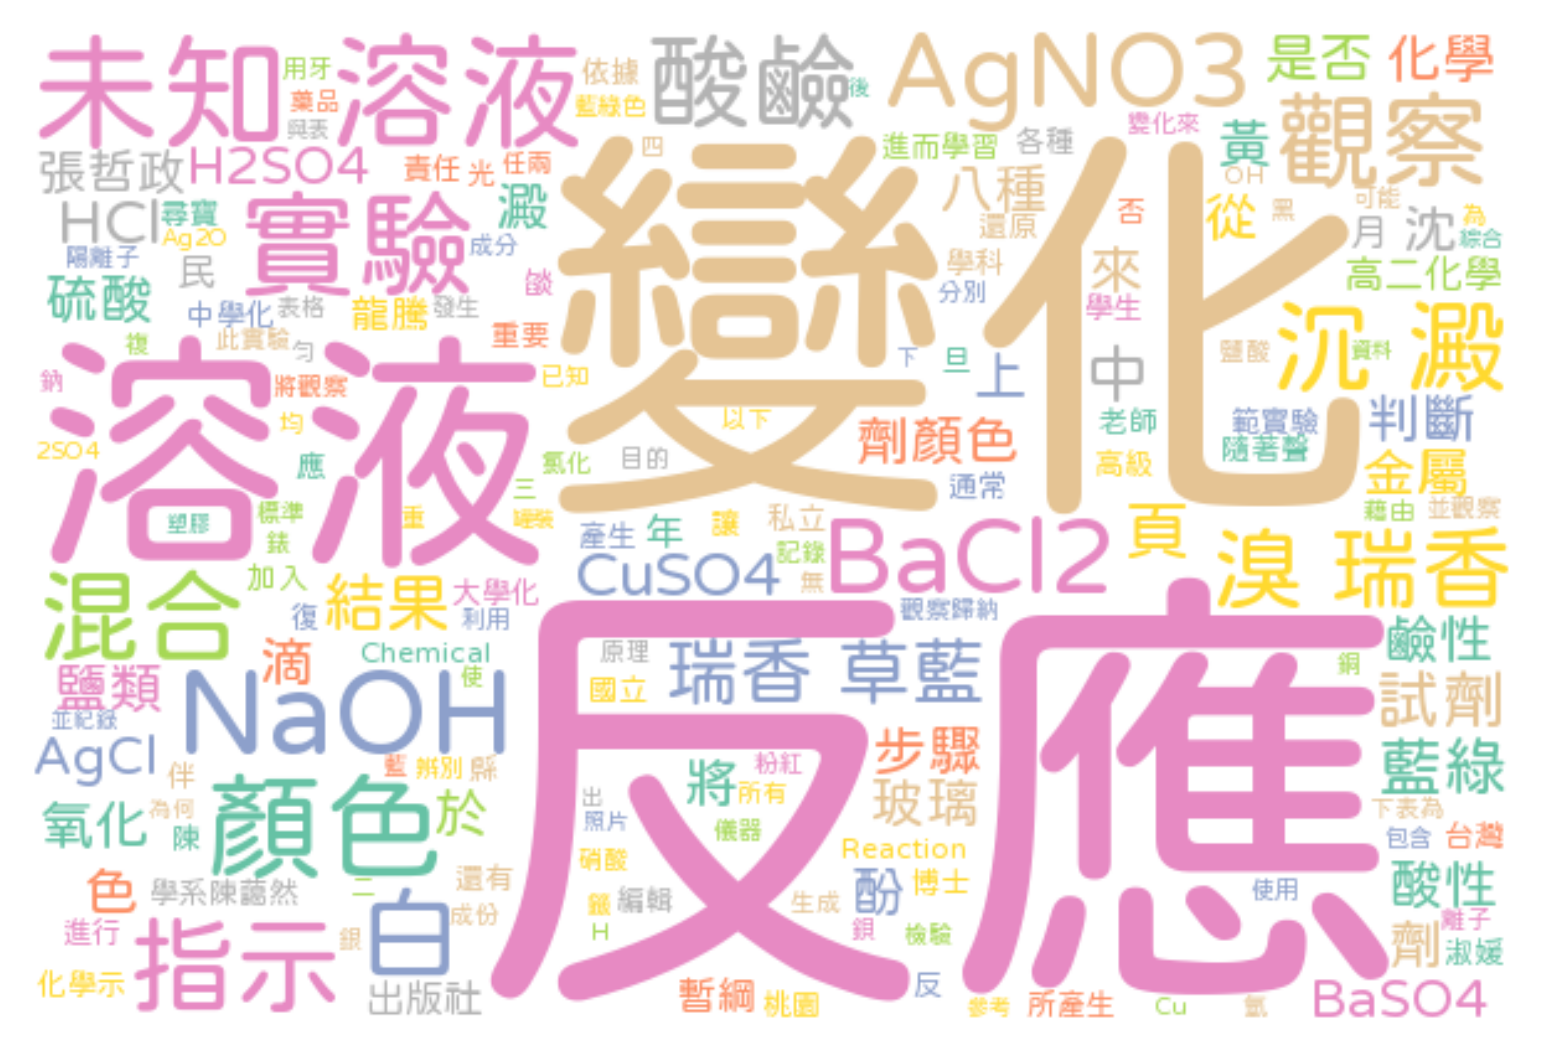 未知溶液
用牙
藥品
與表
依據
藍綠色
酸鹼
後
AgNO3
是否
化學
張哲政
H2SO4
責任
光
任兩
四
進而學習
各種
變化來
黃
OH
觀察
HCl
尋寶
Ag2O
隔離子
民
實驗
澱
成分
燄
變化
八種
還原
學科
分別
否
來
學生
從
黑
可能
月
沈
為
綜合
高二化學
硫酸
中學化
表格
此實驗
勻
龍騰
發生
重要
複
將觀察
已知
下
旦
上
中
鹽酸
沉澱
資料
鈉
2SO4
溶液
均
應
塑膠
標準
錶
重
三
罐裝
氯化
目的
以下
劑顏色
通常
老師
高級
範實驗
隨著聲
判斷
金屬
藉由
並觀察
混合
加入
復
結果
大學化
利用
產生
年
讓
私立
CuSO4
記錄
無
BaCl2
頁
溴瑞香
觀察歸納
鹽類
滴
Chemical
使
並紀錄
AgCl
NaOH
原理
國立
瑞香草藍
反應
鹼性
銅
試劑
伴
藍
辨別
縣
將
粉紅
所有
儀器
步驟
玻璃
藍綠
下表為
氧化
為何
陳
顏色
於
出
照片
硝酸
Reaction
包含
台灣
色
學系陳藹然
二
還有
成份
籤
H
編輯
生成
鋇
酚
博士
檢驗
使用
酸性
離子
進行
化學示
指示
銀
白
出版社
暫綱
桃園
反
參考
所產生
Cu
氫
劑
淑媛
BaSO4